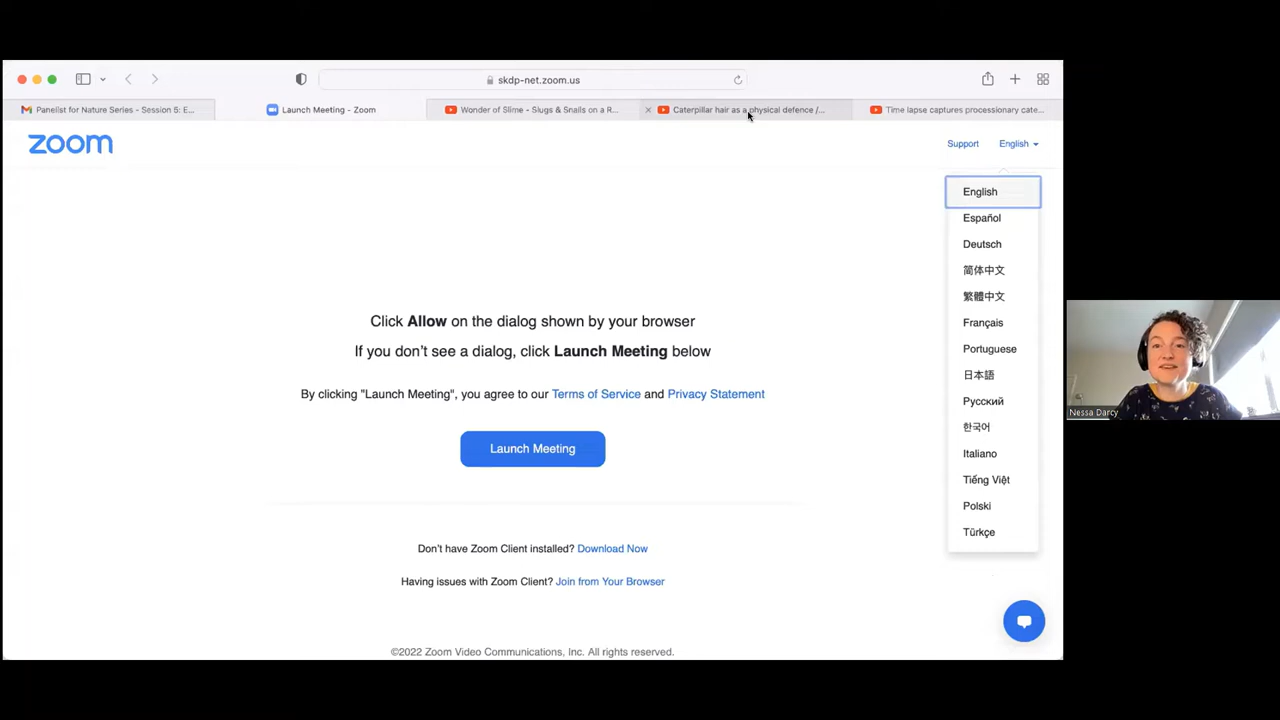 skdp-net.zoom.us
Panelist for Nature Series - Session 5: E...
Launch Meeting - Zoom
Wonder of Slime - Slugs & Snails on a R...
Caterpillar hair as a physical defence /...
Time lapse captures processionary cate...
zoom
Support
English
English
Español
Deutsch
简体中文
繁體中文
Français
Portuguese
日本語
Русский
한국어
Italiano
Tiếng Việt
Polski
Türkçe
Click Allow on the dialog shown by your browser
If you don't see a dialog, click Launch Meeting below
By clicking "Launch Meeting", you agree to our Terms of Service and Privacy Statement
Launch Meeting
Don't have Zoom Client installed? Download Now
Having issues with Zoom Client? Join from Your Browser
©2022 Zoom Video Communications, Inc. All rights reserved.
Nessa Darcy